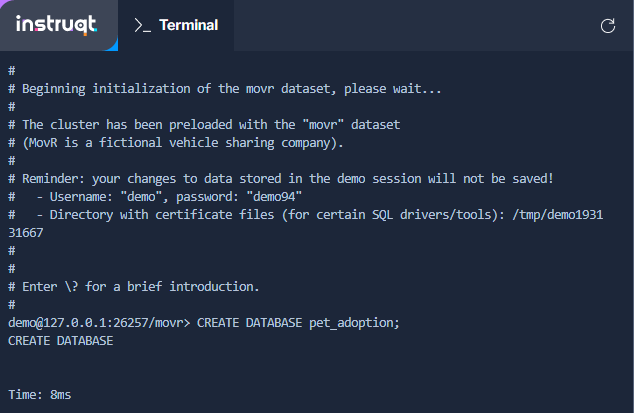 instruqt
>_ Terminal
#
# Beginning initialization of the movr dataset, please wait...
#
# The cluster has been preloaded with the "movr" dataset
# (MovR is a fictional vehicle sharing company).
#
# Reminder: your changes to data stored in the demo session will not be saved!
#   - Username: "demo", password: "demo94"
#   - Directory with certificate files (for certain SQL drivers/tools): /tmp/demo1931
31667
#
#
# Enter \? for a brief introduction.
#
demo@127.0.0.1:26257/movr> CREATE DATABASE pet_adoption;
CREATE DATABASE
Time: 8ms